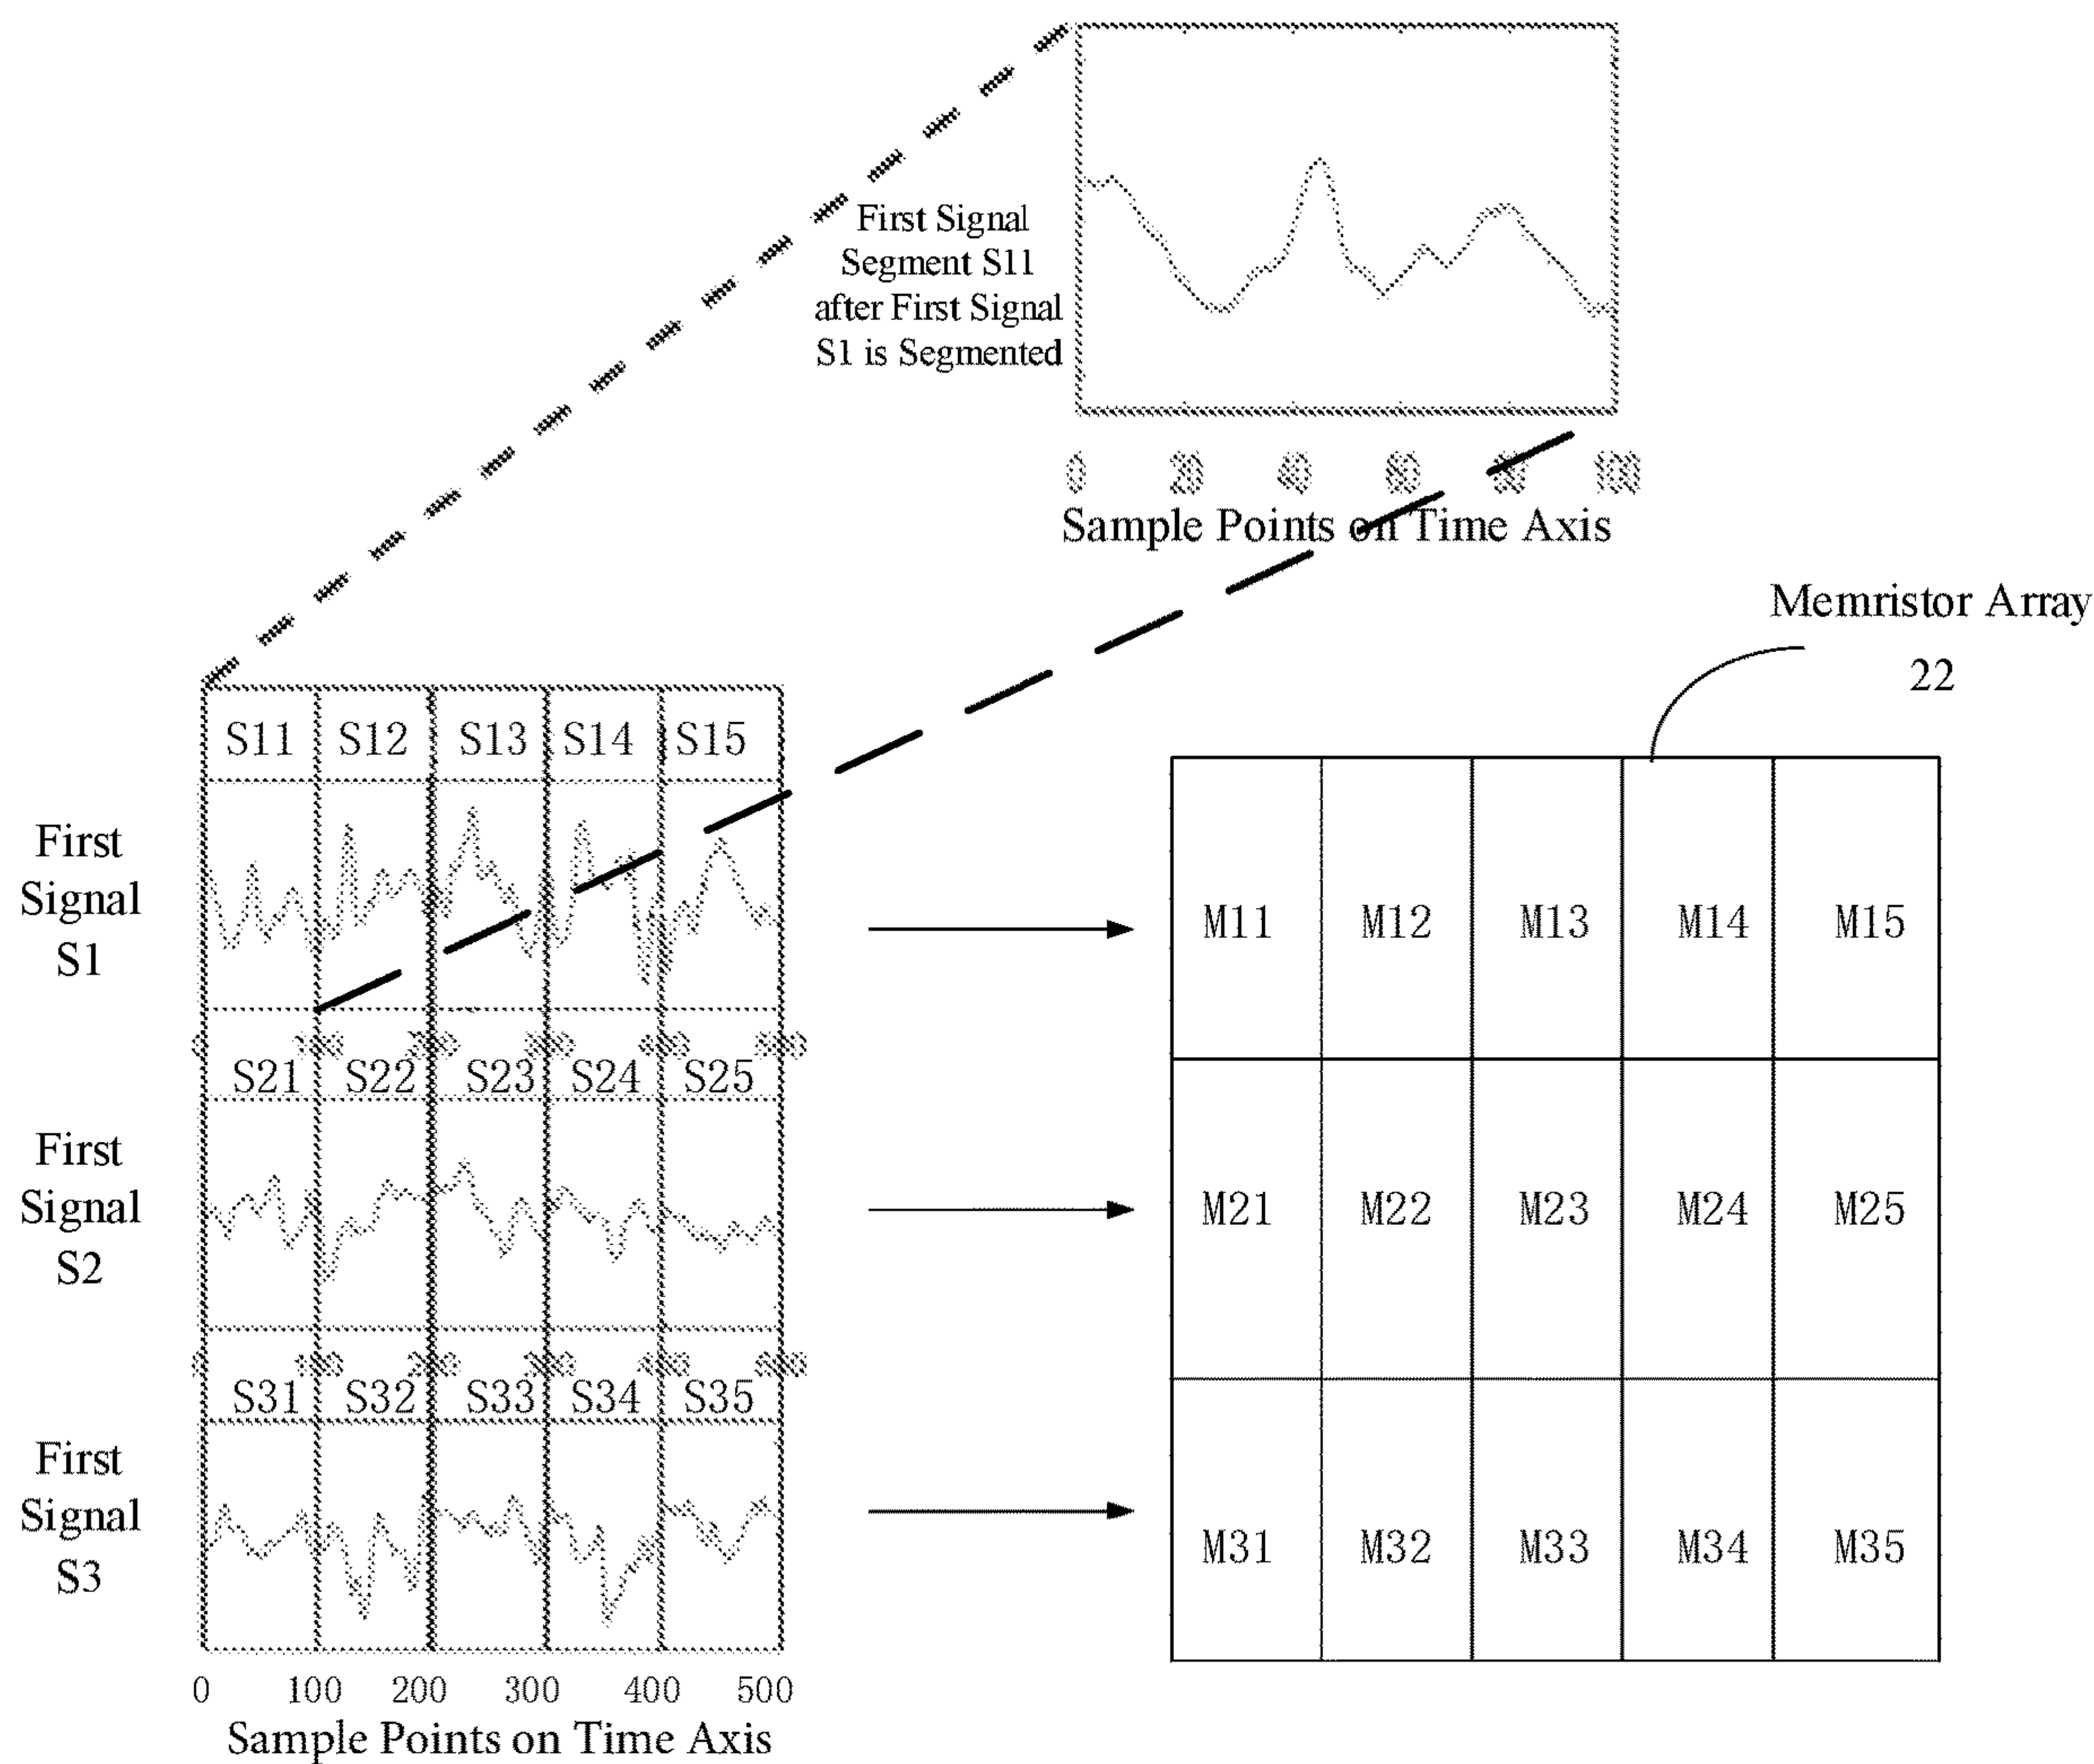 First Signal
Segment S11
after First Signal
S1 is Segmented
0 20 40 100
Sample Points on Time Axis
Memristor Array
22
S11 S12 S13 S14 S15
First
Signal
S1
M11 M12 M13 M14 M15
S21 S22 S23 S24 S25
First
Signal
S2
M21 M22 M23 M24 M25
S31 S32 S33 S34 S35
First
Signal
S3
M31 M32 M33 M34 M35
0 100 200 300 400 500
Sample Points on Time Axis